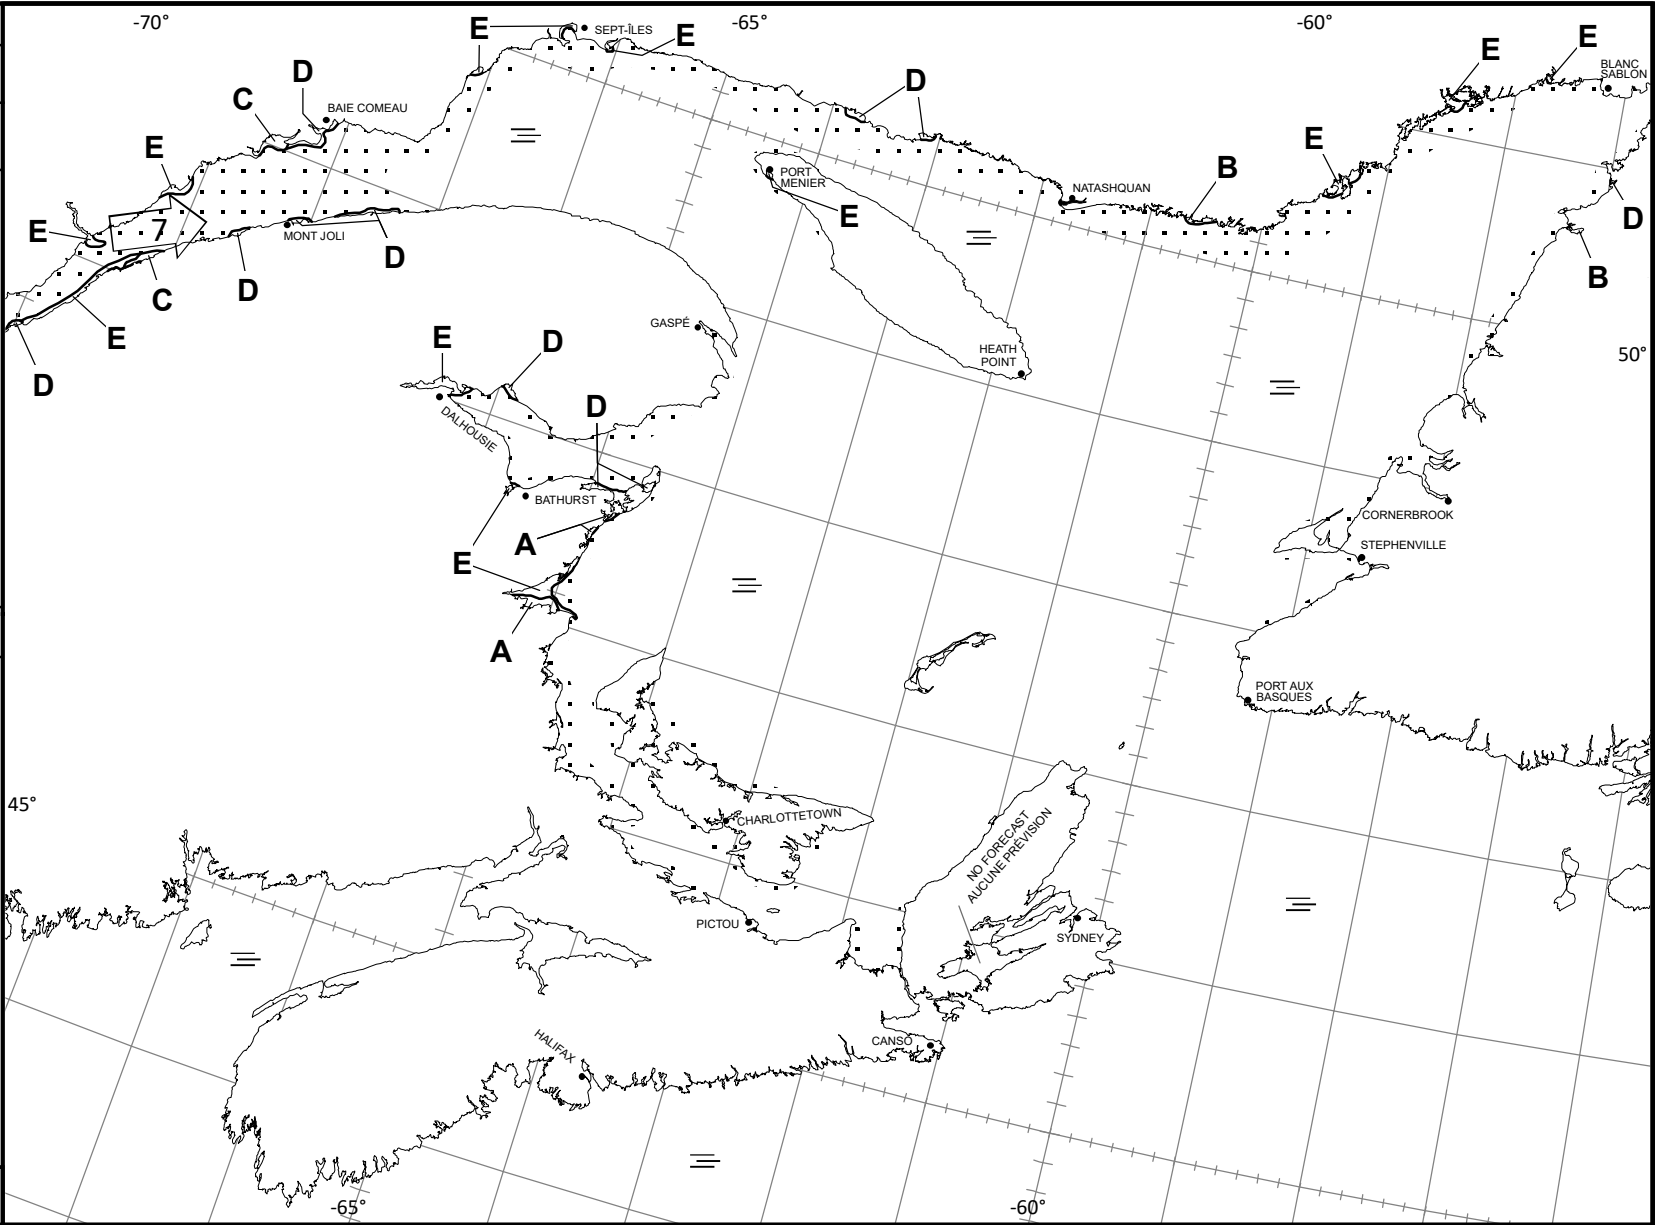 -70°
-65°
-60°
E
SEPT-ÎLES
E
E
E
BLANC
SABLON
D
C
BAIE COMEAU
D
E
E
PORT
MENIER
E
NATASHQUAN
B
D
B
E
7
MONT JOLI
D
D
C
E
D
GASPÉ
HEATH
POINT
50°
E
D
D
DALHOUSIE
BATHURST
A
E
A
CORNERBROOK
STEPHENVILLE
PORT AUX
BASQUES
45°
CHARLOTTETOWN
NO FORECAST
AUCUNE PRÉVISION
PICTOU
SYDNEY
CANSO
HALIFAX
-65°
-60°